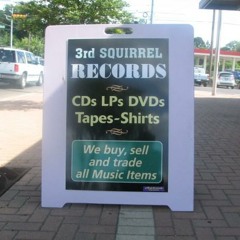 3rd SQUIRREL
RECORDS
CDs LPs DVDs
Tapes-Shirts
We buy, sell
and trade
all Music Items